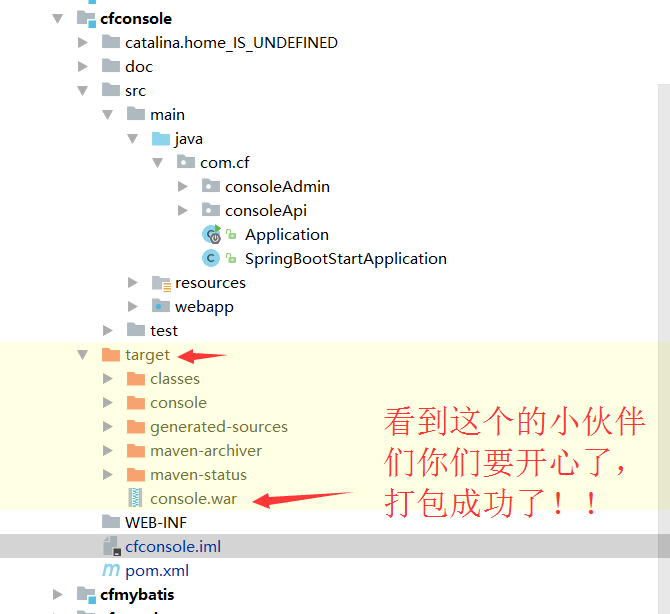 cfconsole
catalina.home_IS_UNDEFINED
doc
src
main
java
com.cf
consoleAdmin
consoleApi
Application
SpringBootStartApplication
resources
webapp
test
target
classes
console
generated-sources
maven-archiver
maven-status
console.war
看到这个的小伙伴
们你们要开心了，
打包成功了！！
WEB-INF
cfconsole.iml
pom.xml
cfmybatis